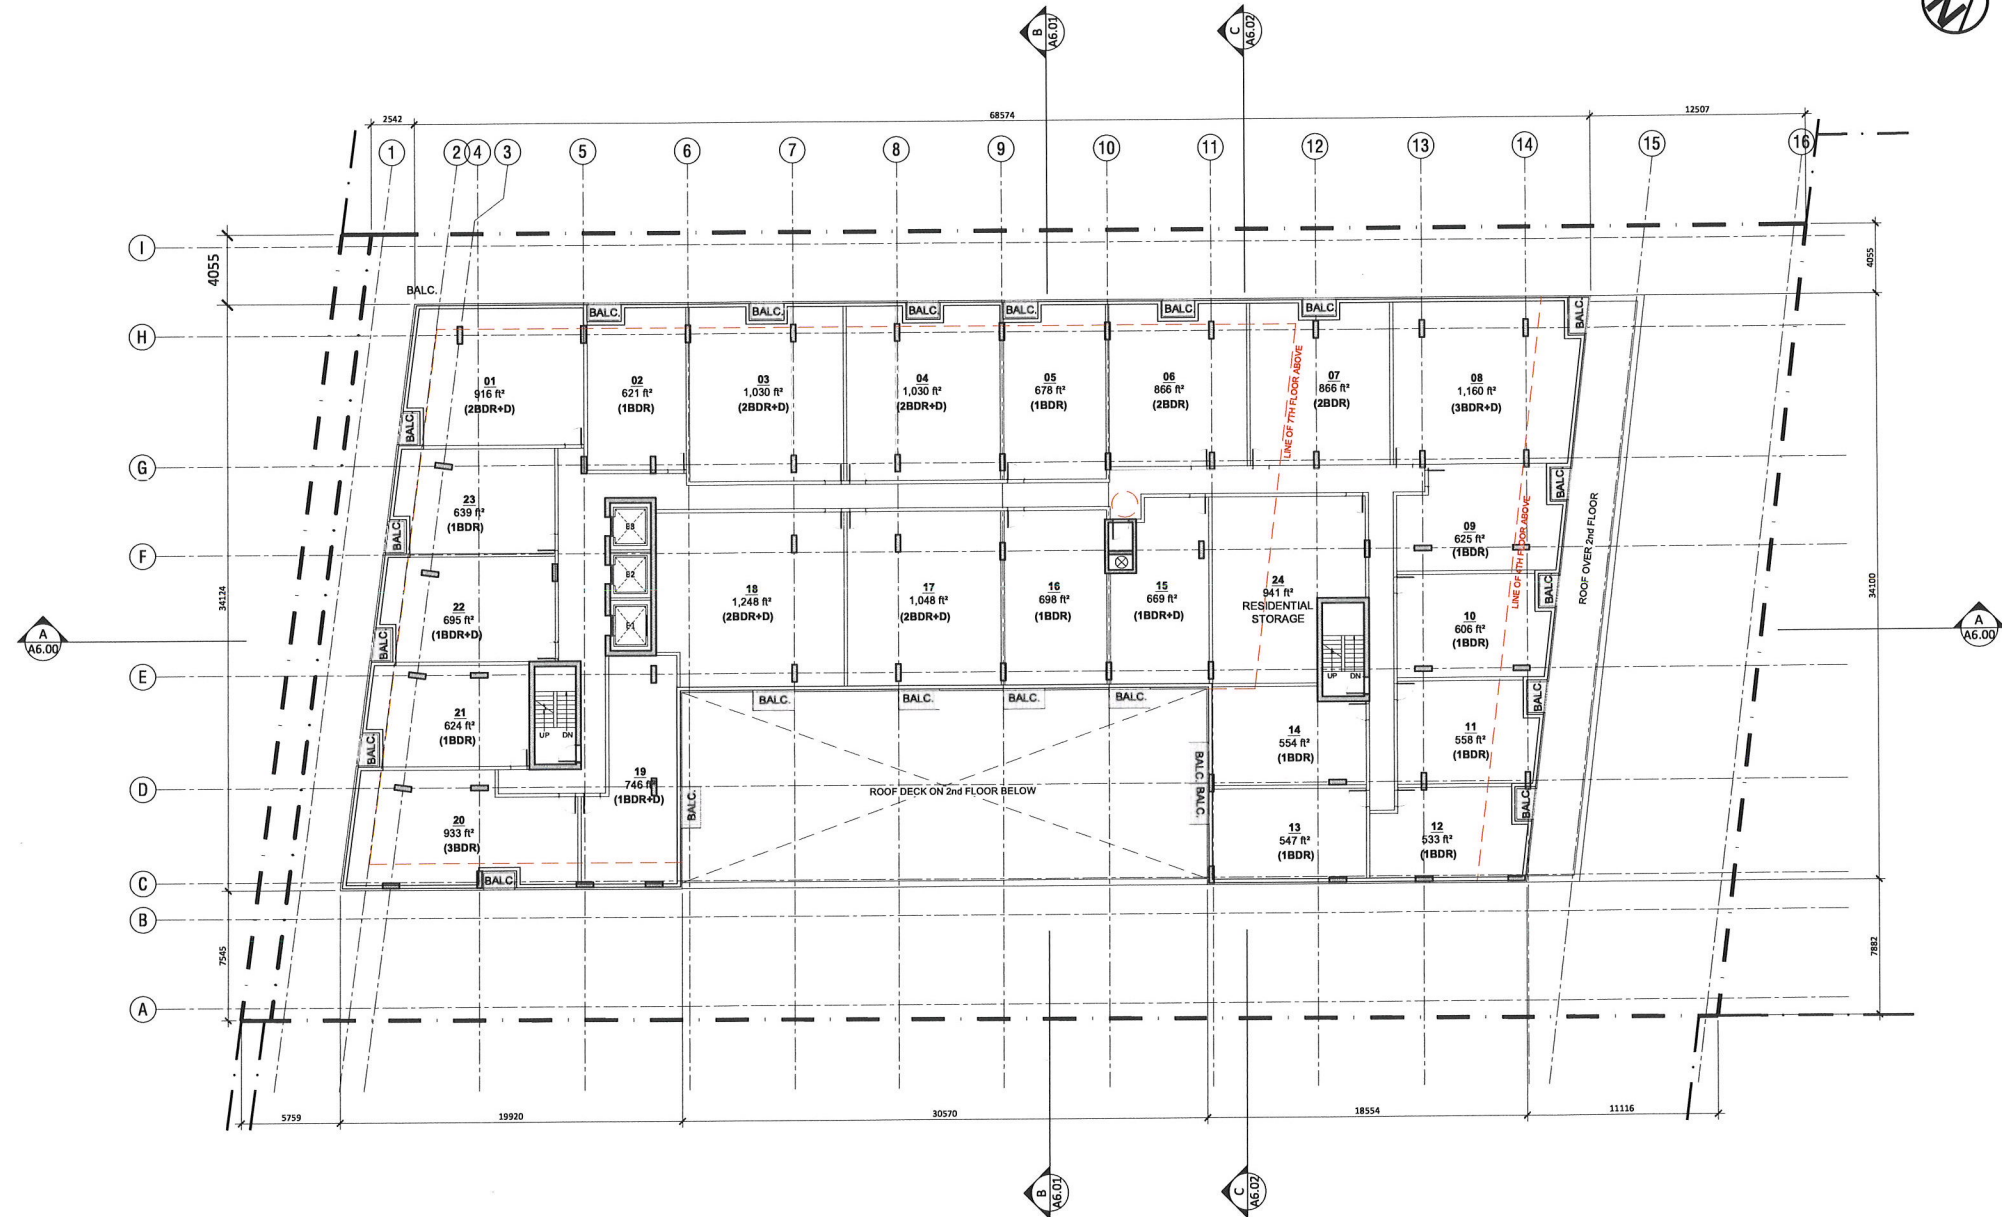 N
B
A6.01
C
A6.02
2542
68574
12507
1
2
4
3
5
6
7
8
9
10
11
12
13
14
15
16
I
4055
4055
BALC.
H
BALC.
BALC.
BALC.
BALC.
BALC.
BALC.
BALC.
01
916 ft²
(2BDR+D)
02
621 ft²
(1BDR)
03
1,030 ft²
(2BDR+D)
04
1,030 ft²
(2BDR+D)
05
678 ft²
(1BDR)
06
866 ft²
(2BDR)
LINE OF 7TH FLOOR ABOVE
07
866 ft²
(2BDR)
08
1,160 ft²
(3BDR+D)
BALC.
G
BALC.
23
639 ft²
(1BDR)
BALC.
E3
E2
E1
F
09
625 ft²
(1BDR)
LINE OF 4TH FLOOR ABOVE
ROOF OVER 2nd FLOOR
34124
34100
22
695 ft²
(1BDR+D)
BALC.
18
1,248 ft²
(2BDR+D)
17
1,048 ft²
(2BDR+D)
16
698 ft²
(1BDR)
15
669 ft²
(1BDR+D)
24
941 ft²
RESIDENTIAL
STORAGE
10
606 ft²
(1BDR)
BALC.
A
A6.00
A
A6.00
E
UP DN
UP DN
21
624 ft²
(1BDR)
BALC.
BALC.
BALC.
BALC.
BALC.
BALC.
14
554 ft²
(1BDR)
11
558 ft²
(1BDR)
D
19
746 ft²
(1BDR+D)
BALC.
ROOF DECK ON 2nd FLOOR BELOW
BALC. BALC.
BALC.
20
933 ft²
(3BDR)
13
547 ft²
(1BDR)
12
533 ft²
(1BDR)
C
BALC.
B
7545
7882
A
5759
19920
30570
18554
11116
B
A6.01
C
A6.02